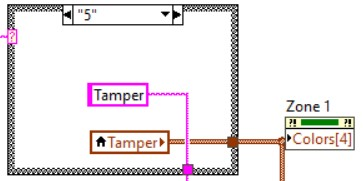 "5"
?
Tamper
Tamper
Zone 1
?! ?!
Colors[4]